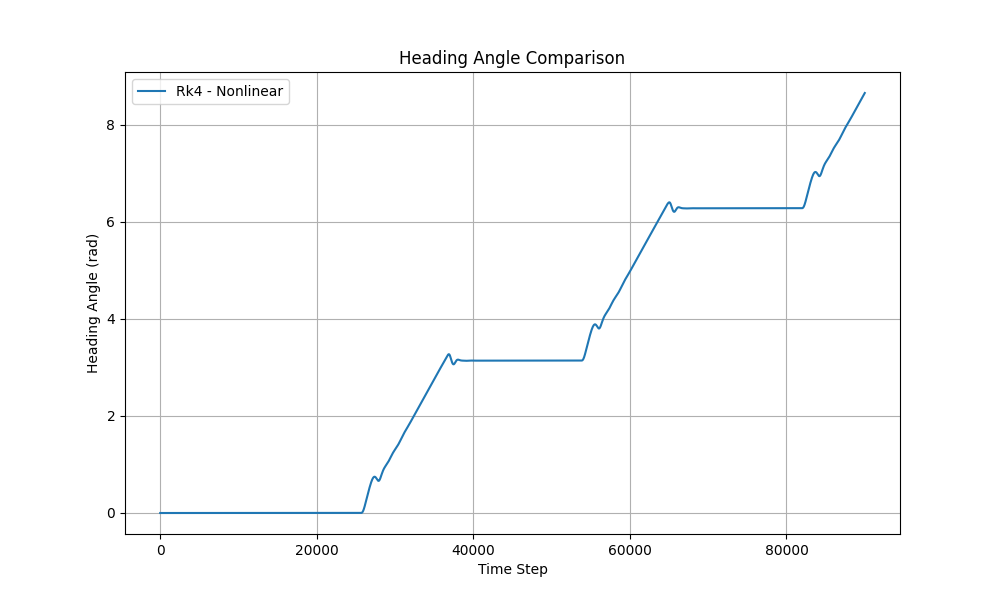 Heading Angle Comparison
Rk4 - Nonlinear
8
6
4
2
0
Heading Angle (rad)
0 20000 40000 60000 80000
Time Step